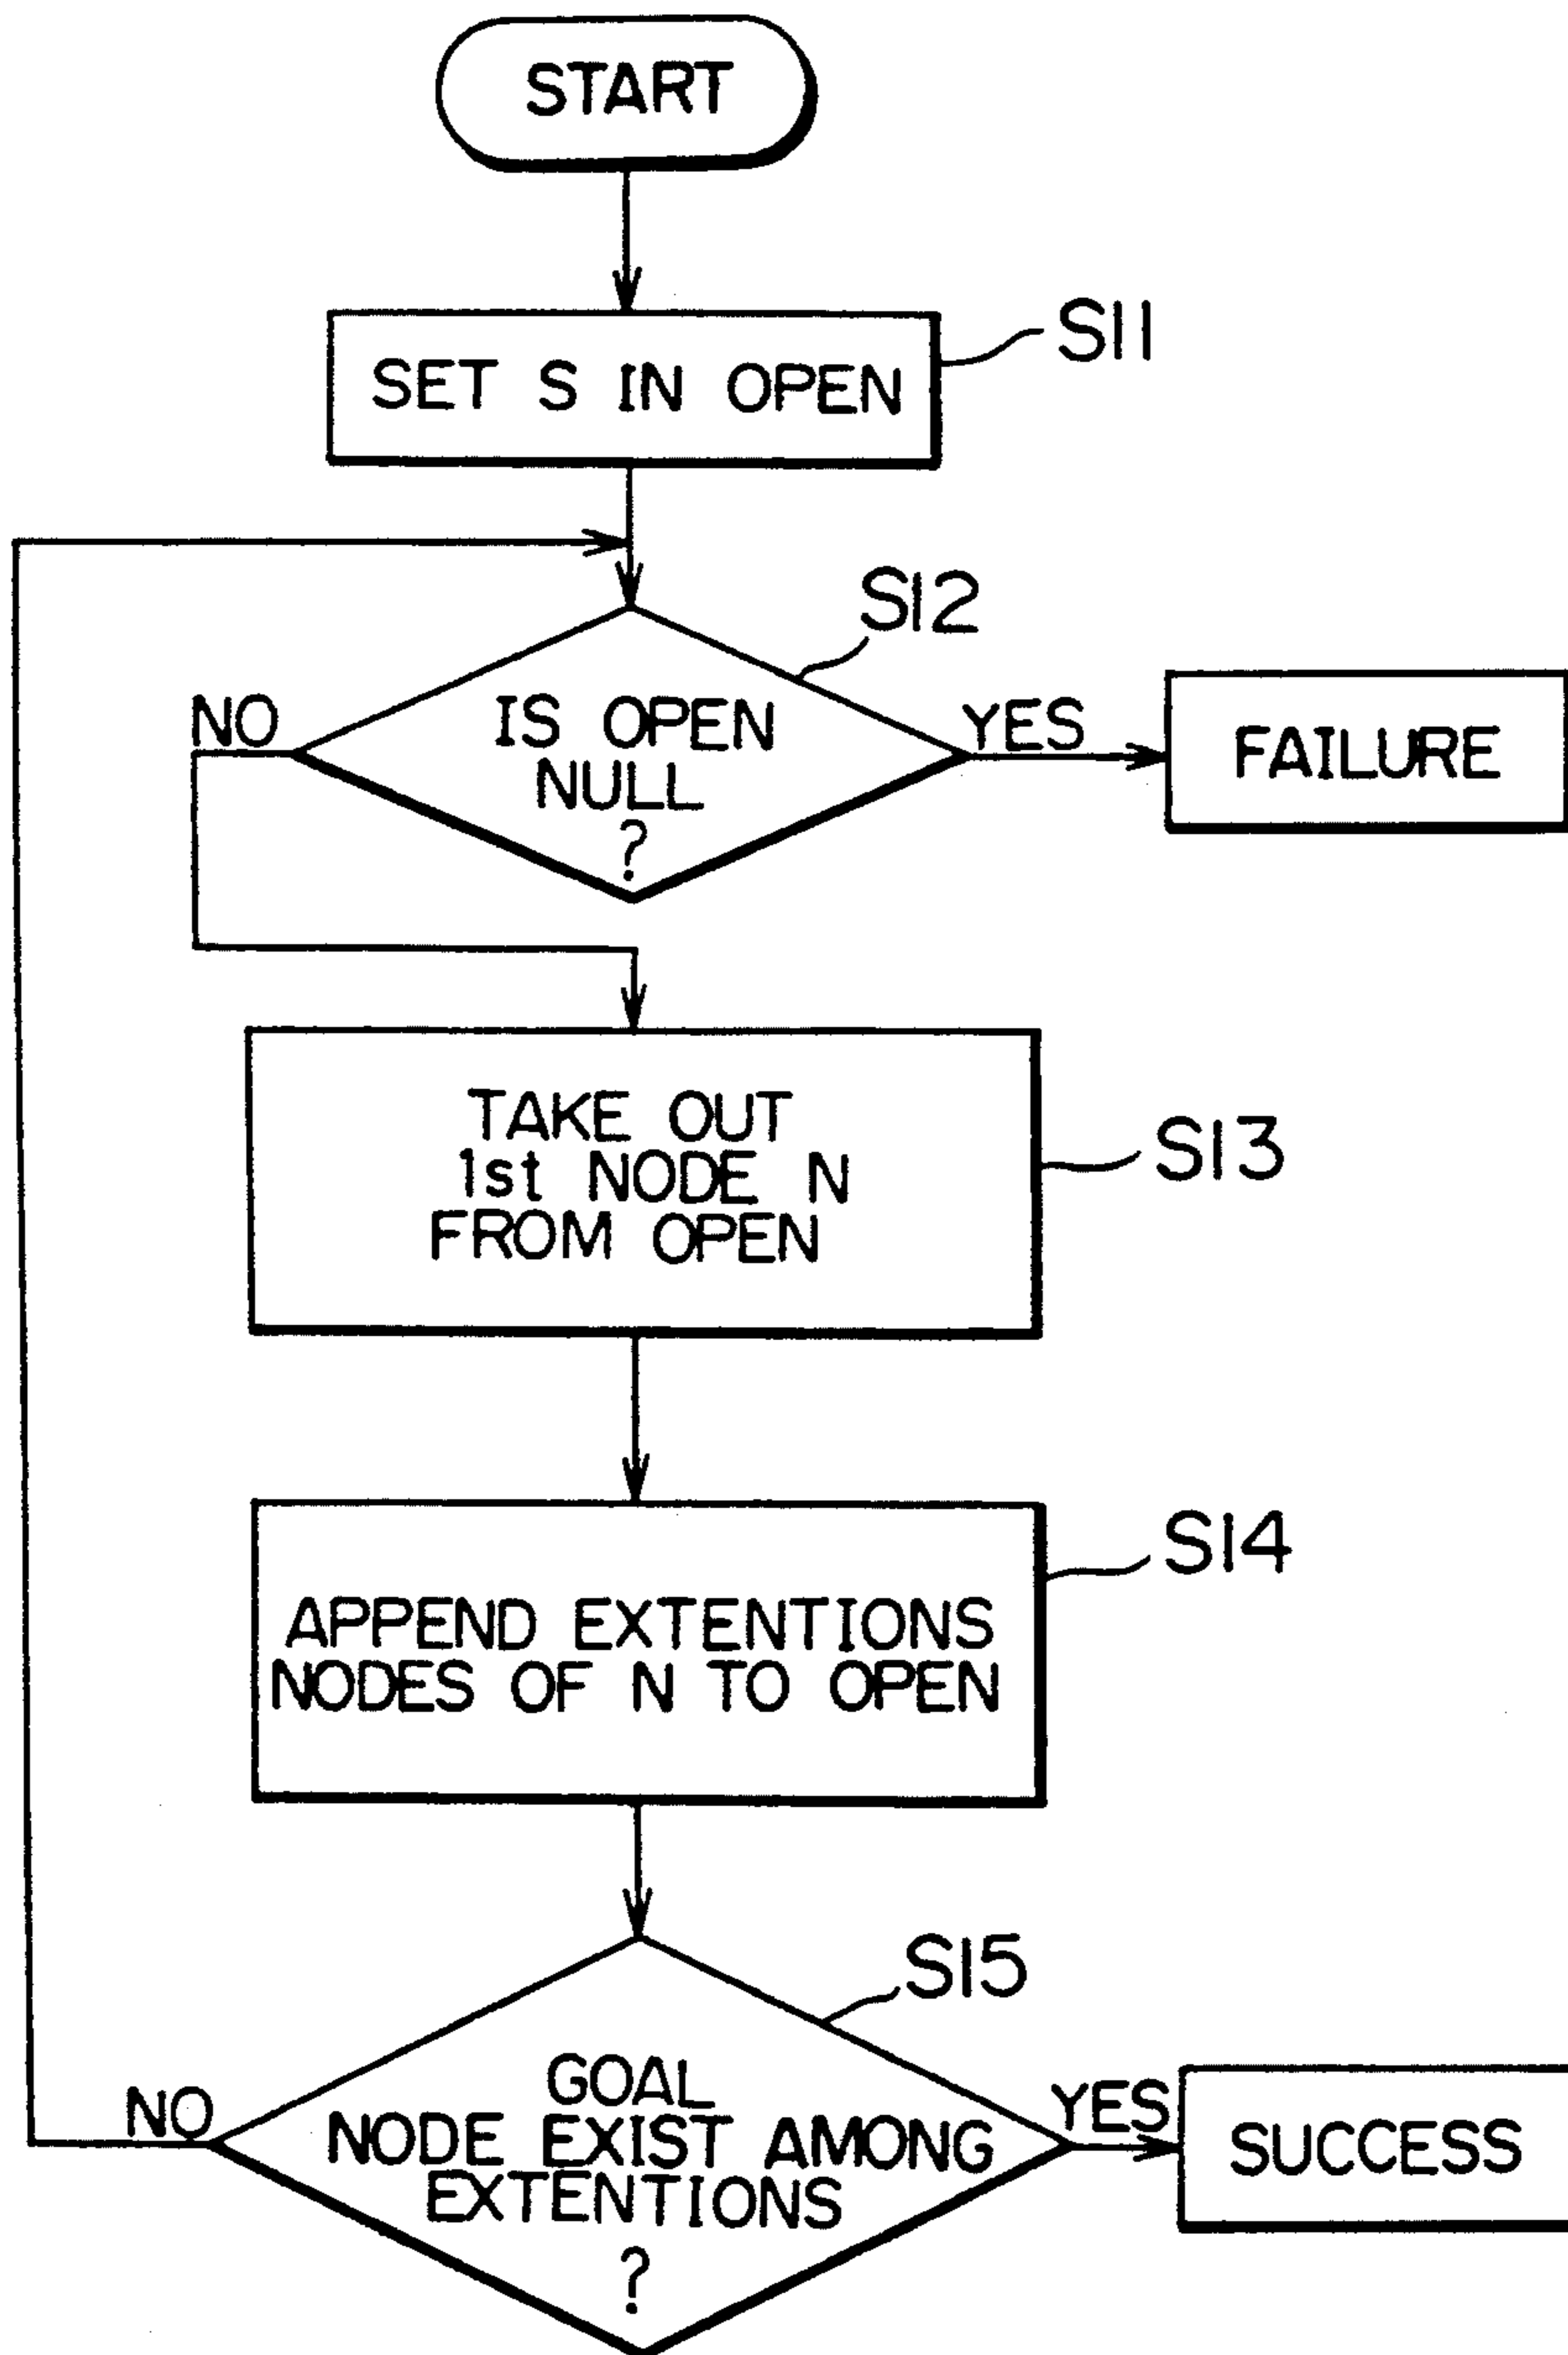 START
SET S IN OPEN
S11
S12
NO
IS OPEN
NULL
?
YES
FAILURE
TAKE OUT
1st NODE N
FROM OPEN
S13
APPEND EXTENTIONS
NODES OF N TO OPEN
S14
S15
NO
GOAL
NODE EXIST AMONG
EXTENTIONS
?
YES
SUCCESS